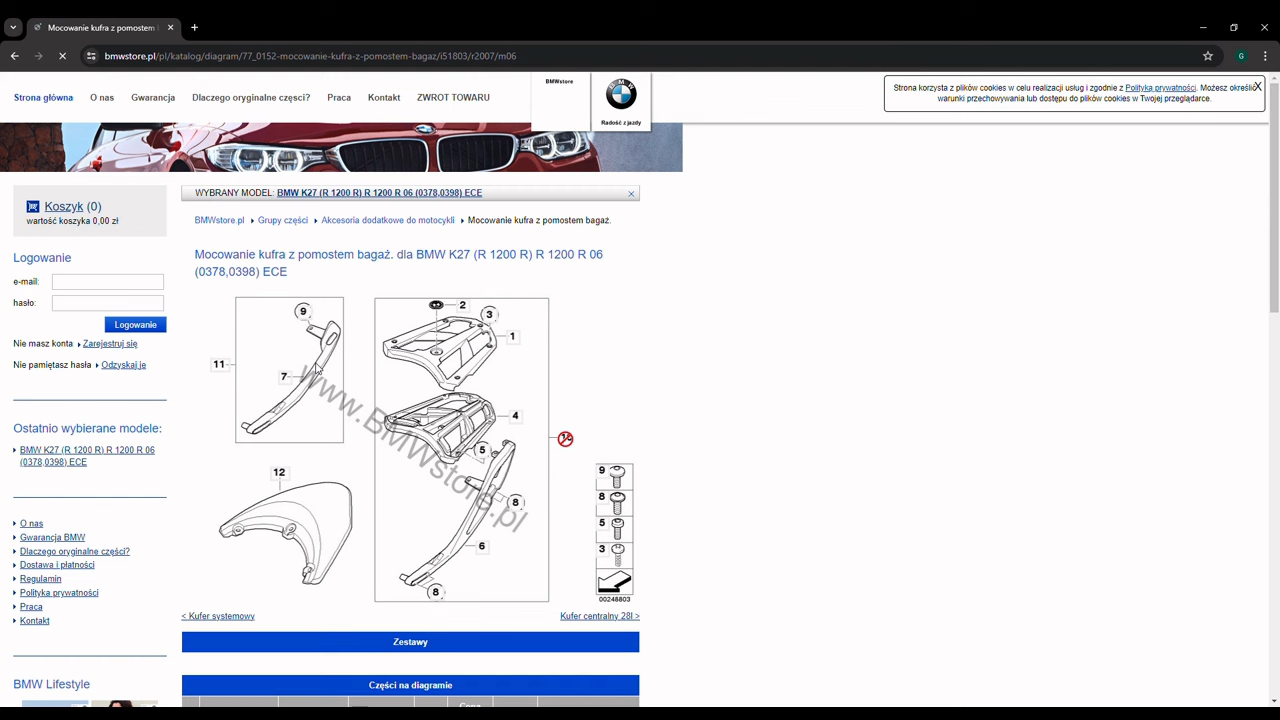 Mocowanie kufra z pomostem
bmwstore.pl/pl/katalog/diagram/77_0152-mocowanie-kufra-z-pomostem-bagaz/i51803/r2007/m06
G
Strona główna O nas Gwarancja Dlaczego oryginalne części? Praca Kontakt ZWROT TOWARU
BMWstore
BMW
Radość z jazdy
Strona korzysta z plików cookies w celu realizacji usług i zgodnie z Polityką prywatności. Możesz określić
warunki przechowywania lub dostępu do plików cookies w Twojej przeglądarce.
X
Koszyk (0)
wartość koszyka 0,00 zł
Logowanie
e-mail:
hasło:
Logowanie
Nie masz konta Zarejestruj się
Nie pamiętasz hasła Odzyskaj je
Ostatnio wybierane modele:
BMW K27 (R 1200 R) R 1200 R 06
(0378,0398) ECE
O nas
Gwarancja BMW
Dlaczego oryginalne części?
Dostawa i płatności
Regulamin
Polityka prywatności
Praca
Kontakt
BMW Lifestyle
WYBRANY MODEL: BMW K27 (R 1200 R) R 1200 R 06 (0378,0398) ECE
BMWstore.pl Grupy części Akcesoria dodatkowe do motocykli Mocowanie kufra z pomostem bagaż.
Mocowanie kufra z pomostem bagaż. dla BMW K27 (R 1200 R) R 1200 R 06
(0378,0398) ECE
9
11
7
12
2
3
1
4
5
8
6
8
9
8
5
3
00248803
www.BMWstore.pl
< Kufer systemowy Kufer centralny 28l >
Zestawy
Części na diagramie
Cena